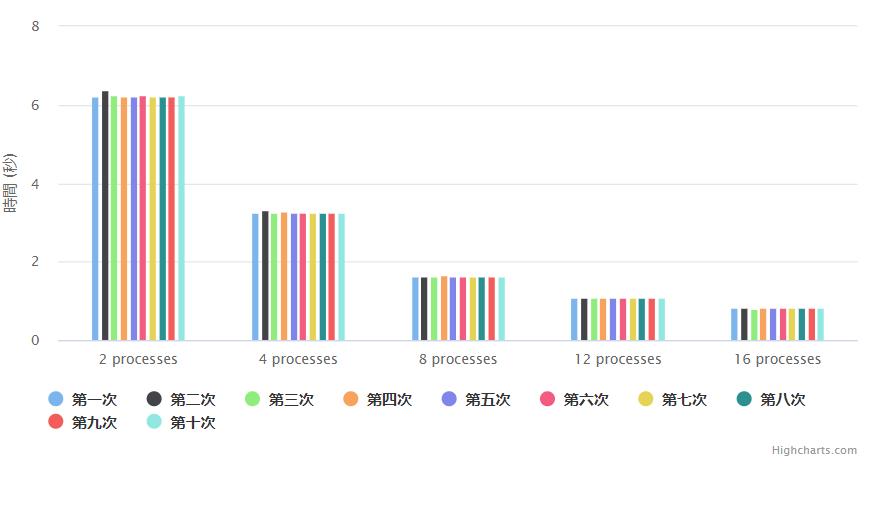 8
6
4
2
0
時間 (秒)
2 processes 4 processes 8 processes 12 processes 16 processes
第一次 第二次 第三次 第四次 第五次 第六次 第七次 第八次
第九次 第十次
Highcharts.com